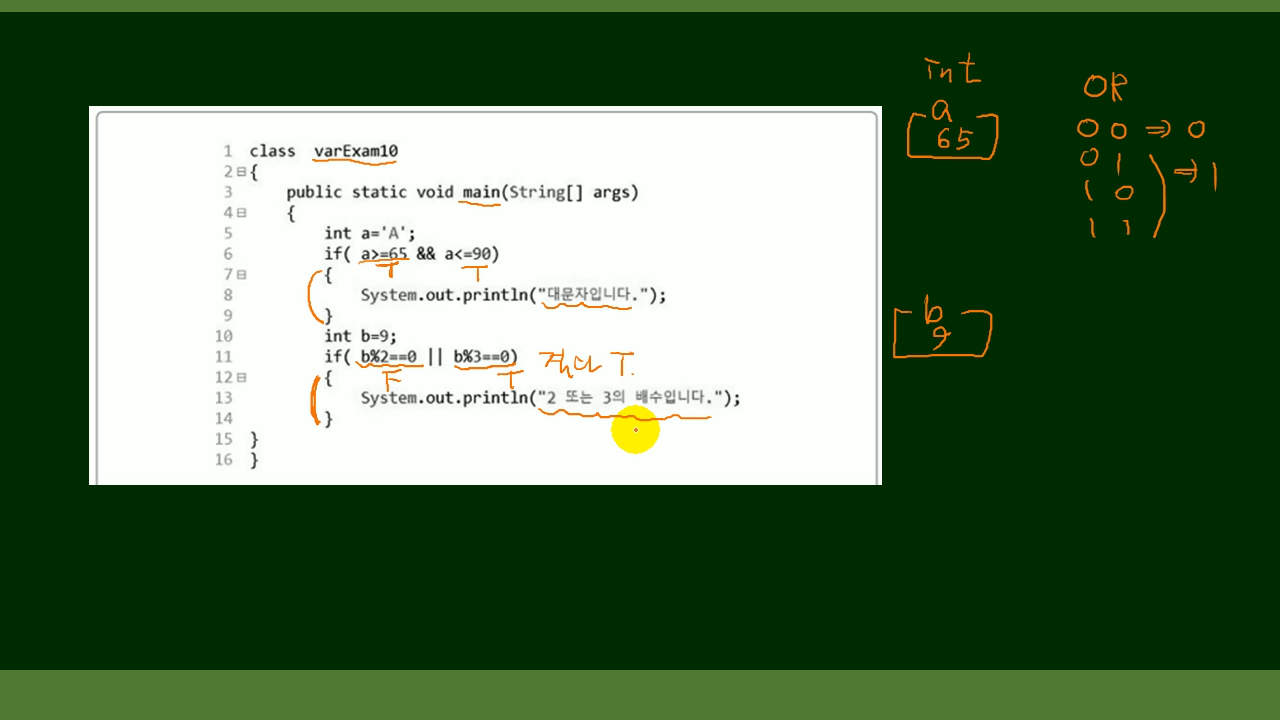 1 class varExam10
2 {
3 public static void main(String[] args)
4 {
5 int a='A';
6 if( a>=65 && a<=90)
T T
7 {
8 System.out.println("대문자입니다.");
9 }
10 int b=9;
11 if( b%2==0 || b%3==0) T.
F T
12 {
13 System.out.println("2 또는 3의 배수입니다.");
14 }
15 }
16 }
int
a
65
b
9
OR
0 0 ⇒ 0
0 1
1 0 ⇒ 1
1 1